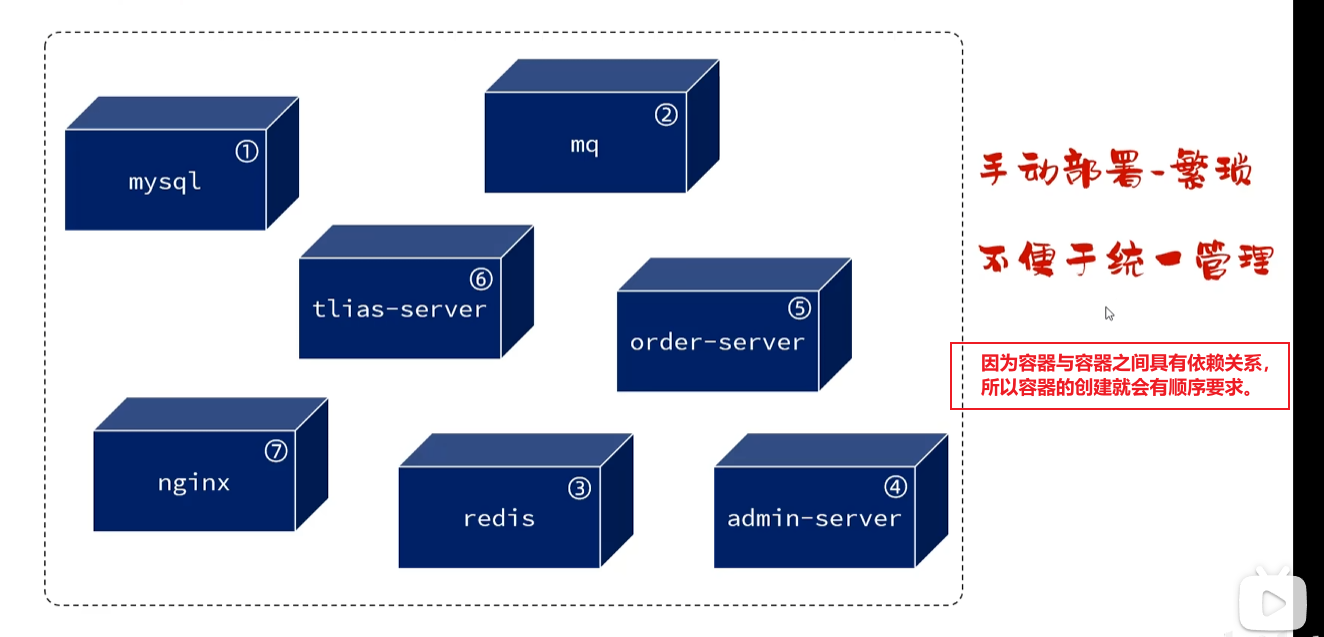 ① mysql
② mq
手动部署-繁琐
不便于统一管理
⑥ tlias-server
⑤ order-server
因为容器与容器之间具有依赖关系，
所以容器的创建就会有顺序要求。
⑦ nginx
③ redis
④ admin-server